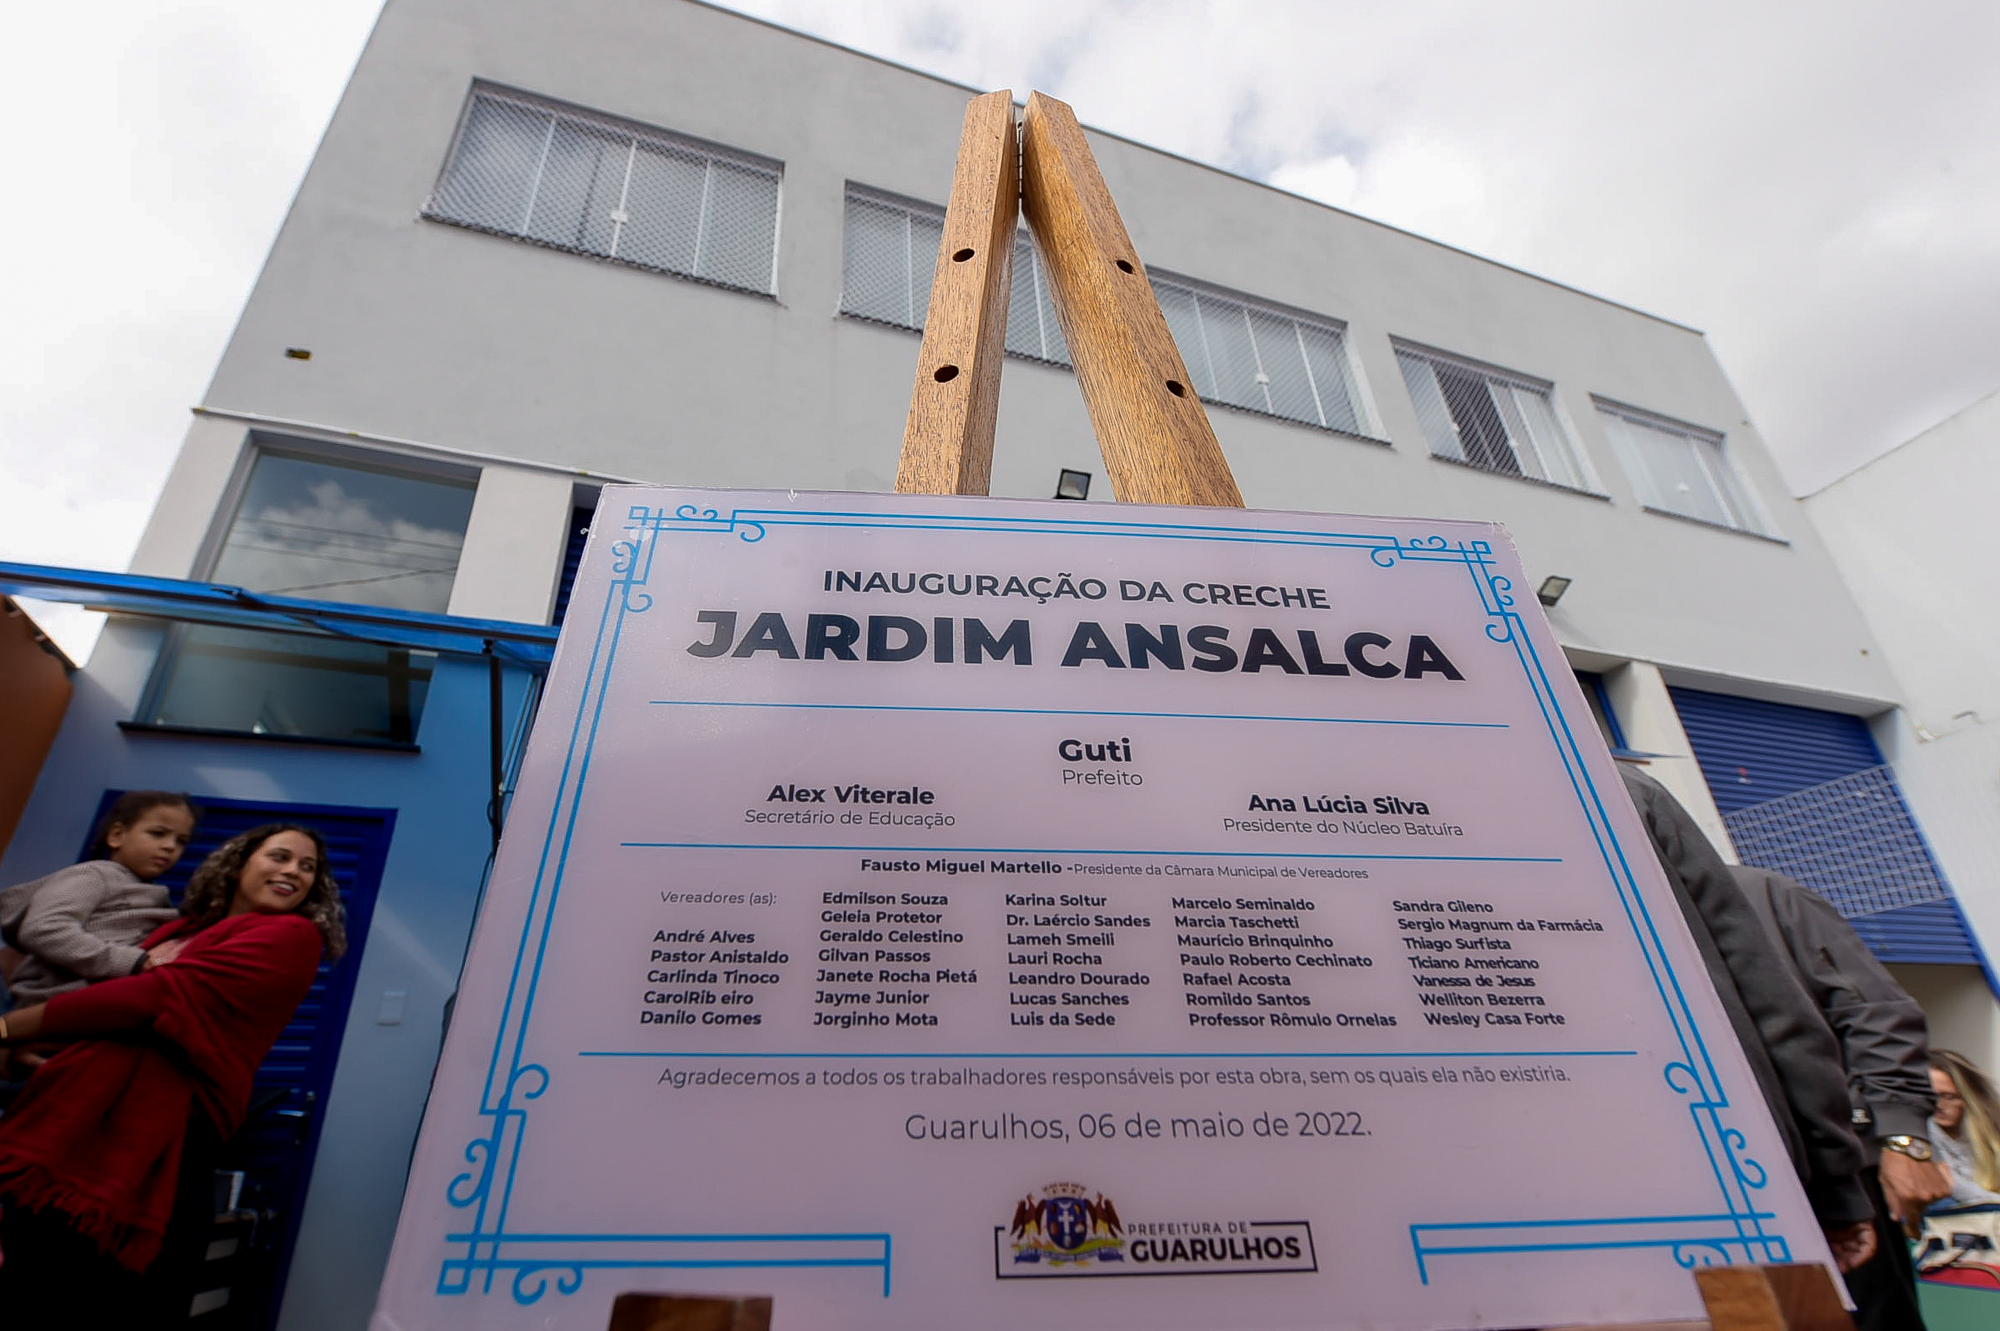 INAUGURAÇÃO DA CRECHE
JARDIM ANSALCA
Guti
Prefeito
Alex Viterale
Secretário de Educação
Ana Lúcia Silva
Presidente do Núcleo Batuíra
Fausto Miguel Martello -Presidente da Câmara Municipal de Vereadores
Vereadores (as):
André Alves
Pastor Anistaldo
Carlinda Tinoco
CarolRib eiro
Danilo Gomes
Edmilson Souza
Geleia Protetor
Geraldo Celestino
Gilvan Passos
Janete Rocha Pietá
Jayme Junior
Jorginho Mota
Karina Soltur
Dr. Laércio Sandes
Lameh Smeili
Lauri Rocha
Leandro Dourado
Lucas Sanches
Luis da Sede
Marcelo Seminaldo
Marcia Taschetti
Maurício Brinquinho
Paulo Roberto Cechinato
Rafael Acosta
Romildo Santos
Professor Rômulo Ornelas
Sandra Gileno
Sergio Magnum da Farmácia
Thiago Surfista
Ticiano Americano
Vanessa de Jesus
Welliton Bezerra
Wesley Casa Forte
Agradecemos a todos os trabalhadores responsáveis por esta obra, sem os quais ela não existiria.
Guarulhos, 06 de maio de 2022.
PREFEITURA DE
GUARULHOS